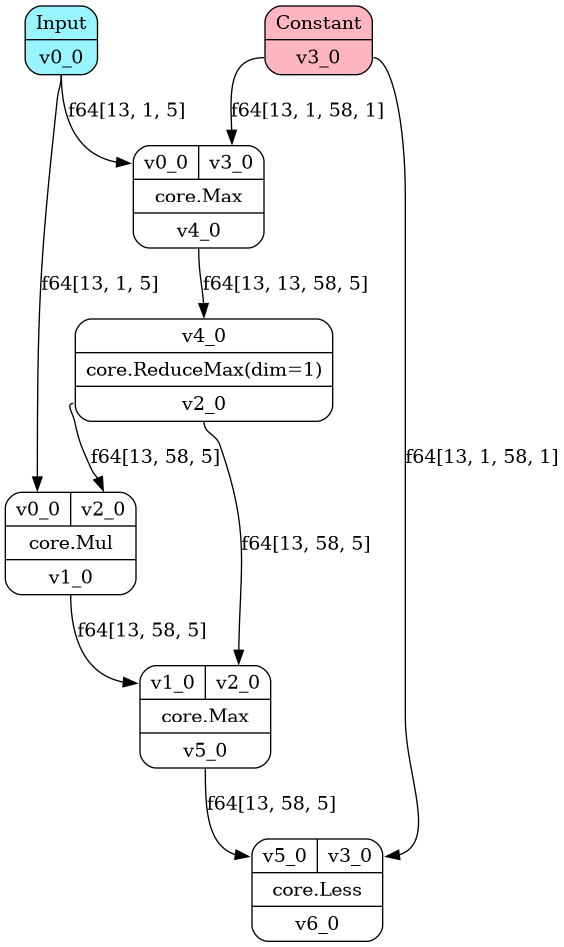 Input
v0_0
Constant
v3_0
f64[13, 1, 5]
f64[13, 1, 58, 1]
v0_0 v3_0
core.Max
v4_0
f64[13, 1, 5]
f64[13, 13, 58, 5]
v4_0
core.ReduceMax(dim=1)
v2_0
f64[13, 58, 5]
f64[13, 1, 58, 1]
v0_0 v2_0
core.Mul
v1_0
f64[13, 58, 5]
f64[13, 58, 5]
v1_0 v2_0
core.Max
v5_0
f64[13, 58, 5]
v5_0 v3_0
core.Less
v6_0